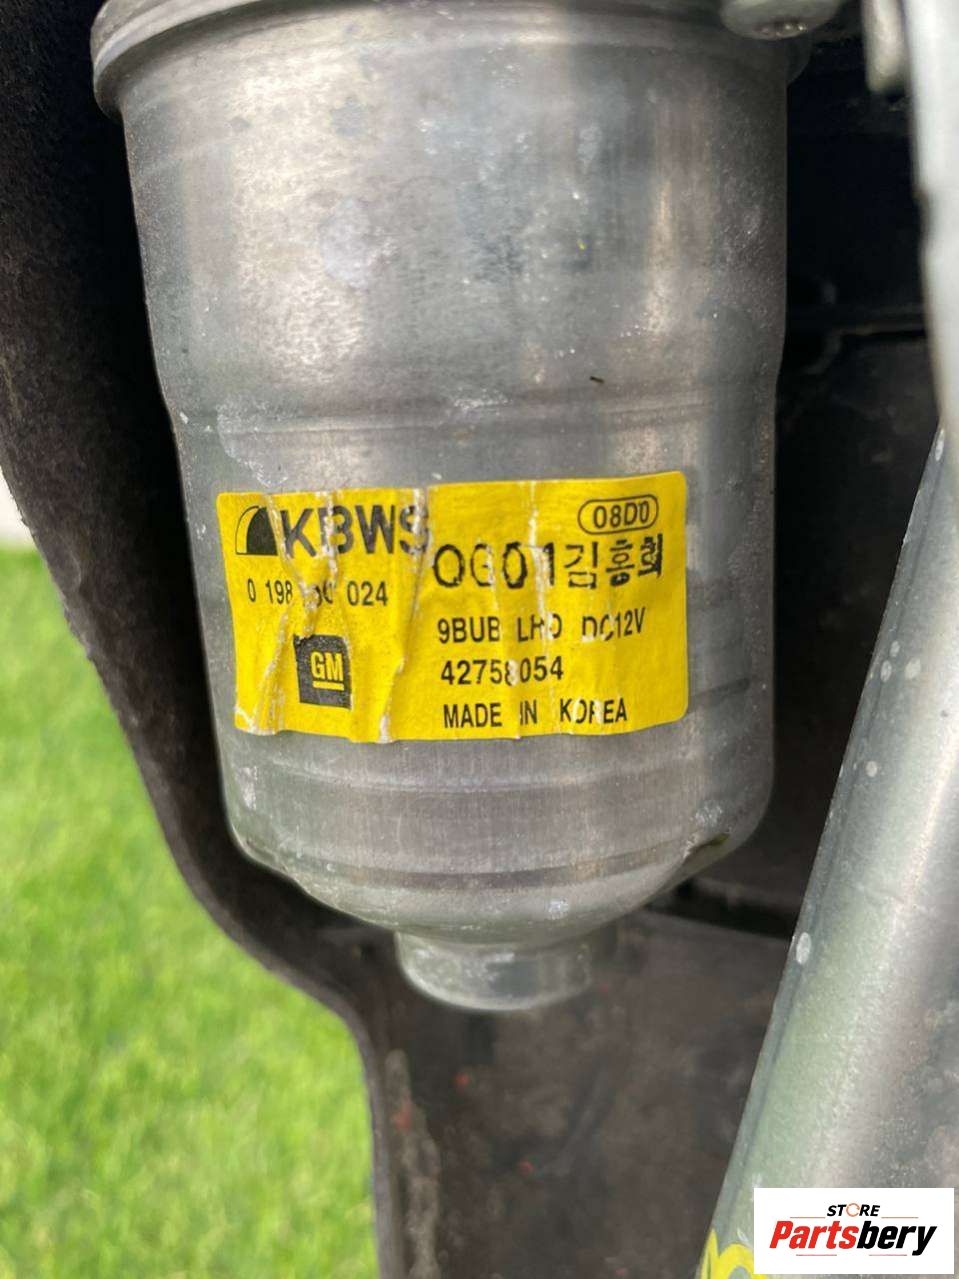 KBWS
08D0
0G01김홍회
0 198 024
9BUB LHD DC12V
GM
42758054
MADE IN KOREA
STORE
Partsbery